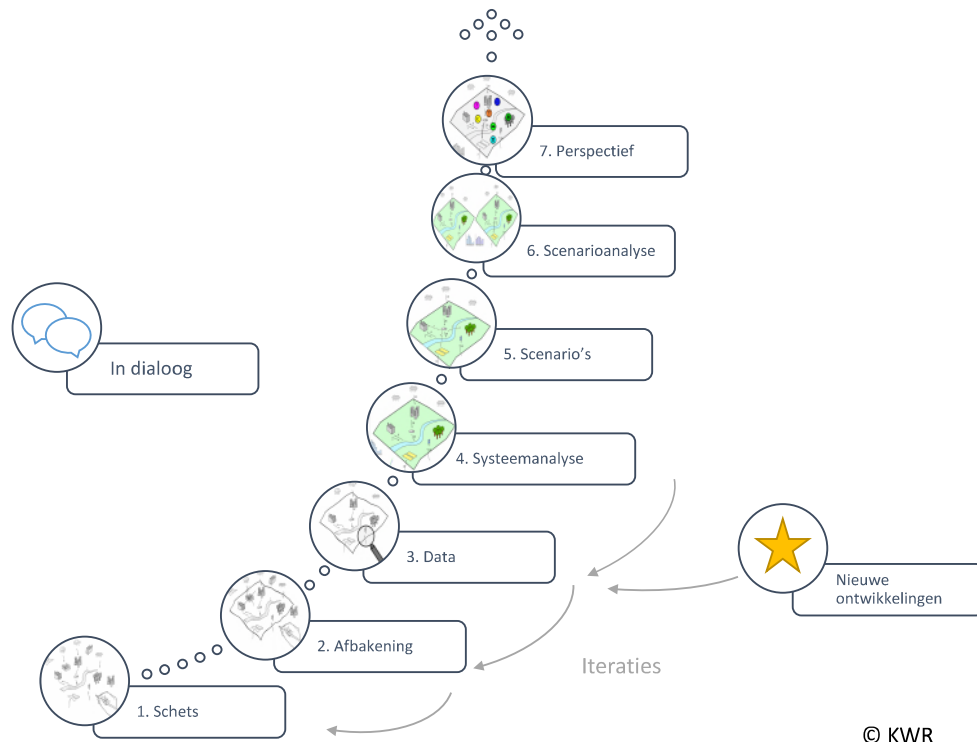 7. Perspectief
6. Scenarioanalyse
5. Scenario's
In dialoog
4. Systeemanalyse
3. Data
Nieuwe
ontwikkelingen
2. Afbakening
Iteraties
1. Schets
© KWR